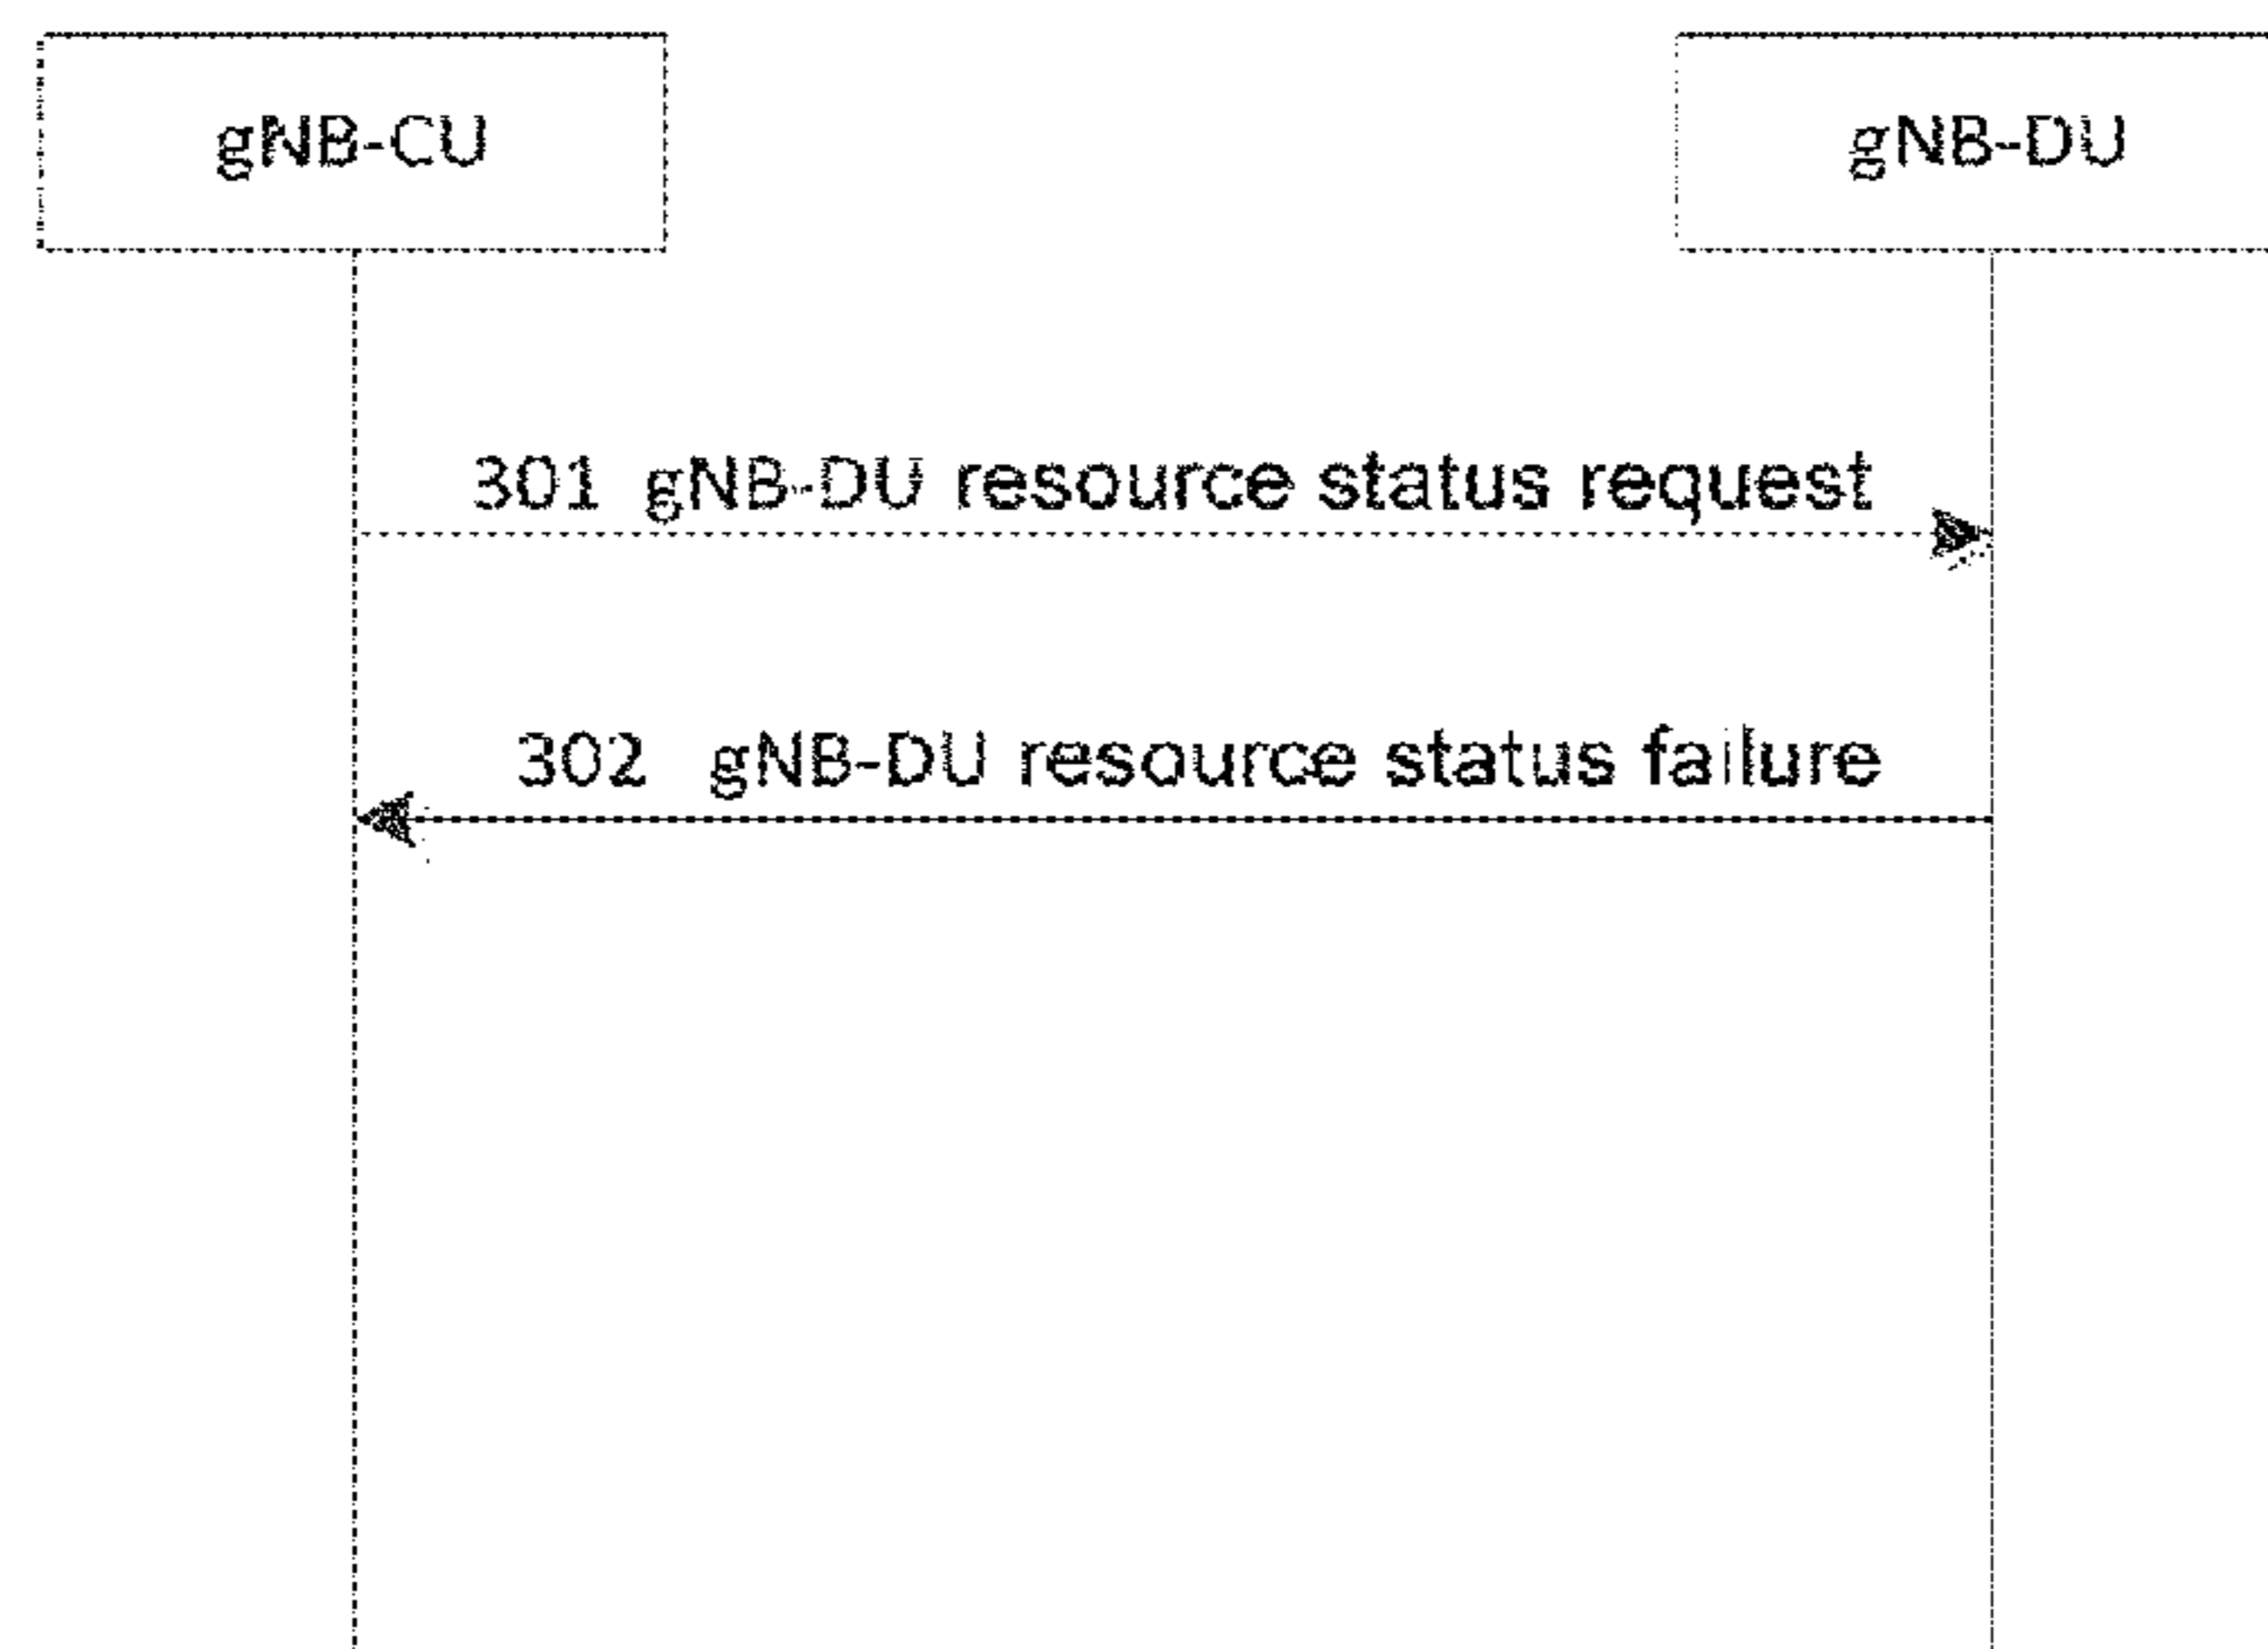 gNB-CU
gNB-DU
301 gNB-DU resource status request
302 gNB-DU resource status failure